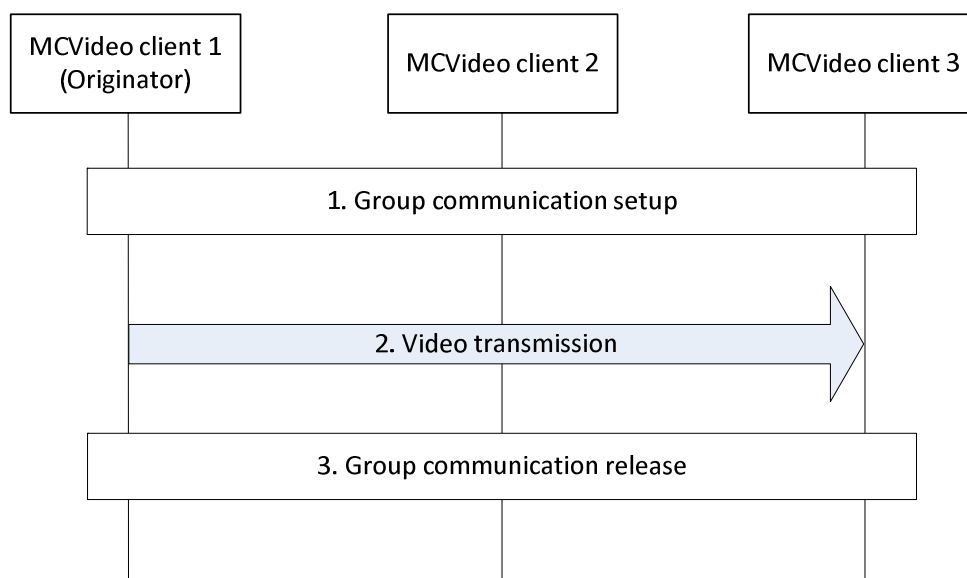 MCVideo client 1
(Originator)
MCVideo client 2
MCVideo client 3
1. Group communication setup
2. Video transmission
3. Group communication release